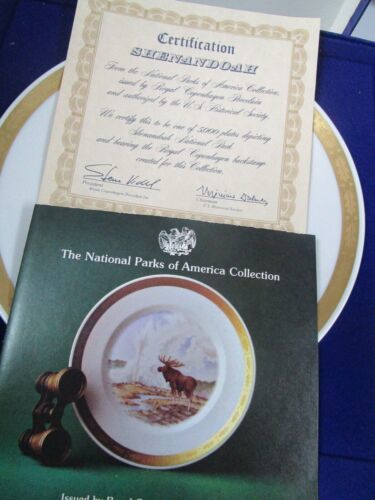 Certification
SHENANDOAH
From the National Parks of America Collection,
issued by Royal Copenhagen Porcelain
and authorized by the U.S. Historical Society.
We certify this to be one of 5000 plates depicting
Shenandoah National Park
and bearing the Royal Copenhagen backstamp
created for this Collection.
President
Royal Copenhagen Porcelain Inc.
Chairman
U.S. Historical Society
The National Parks of America Collection
Issued by Royal